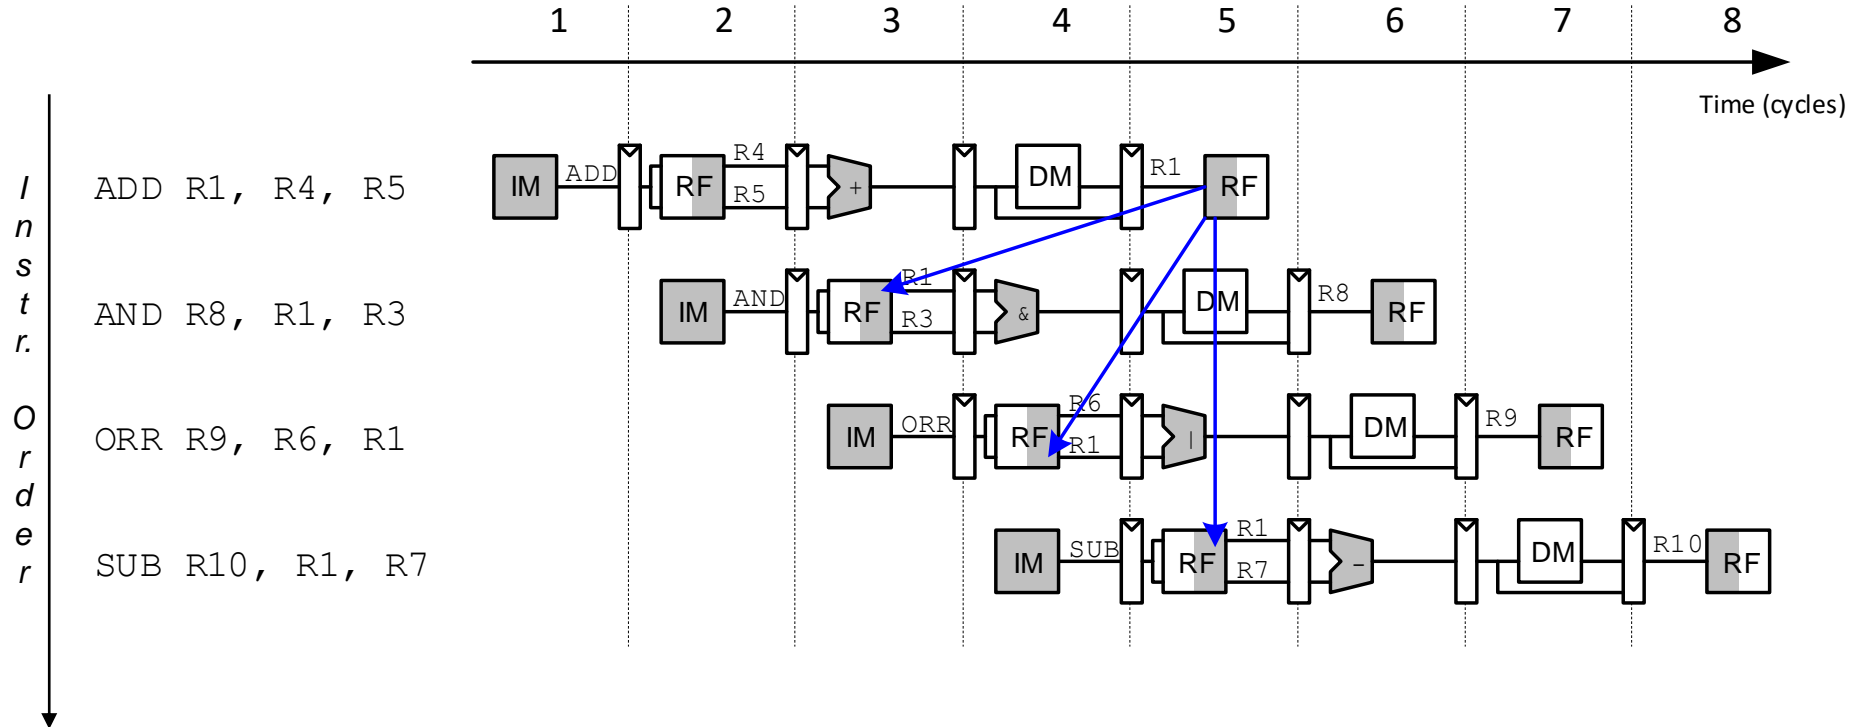 1 2 3 4 5 6 7 8
Time (cycles)
Instr. Order
ADD R1, R4, R5
IM ADD RF R4 R5 + DM R1 RF
AND R8, R1, R3
IM AND RF R1 R3 & DM R8 RF
ORR R9, R6, R1
IM ORR RF R6 R1 | DM R9 RF
SUB R10, R1, R7
IM SUB RF R1 R7 - DM R10 RF